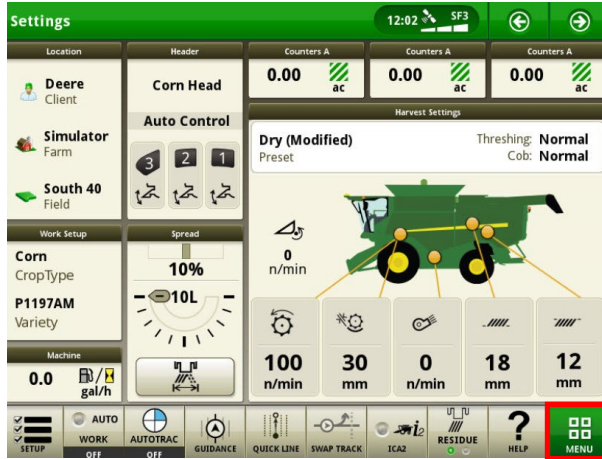 Settings
12:02 SF3
Location
Deere
Client
Simulator
Farm
South 40
Field
Work Setup
Corn
CropType
P1197AM
Variety
Machine
0.0 gal/h
Header
Corn Head
Auto Control
3 2 1
Spread
10%
10L
Counters A
0.00 ac
Counters A
0.00 ac
Counters A
0.00 ac
Harvest Settings
Dry (Modified)
Preset
Threshing: Normal
Cob: Normal
0
n/min
100
n/min
30
mm
0
n/min
18
mm
12
mm
SETUP
AUTO
WORK
OFF
AUTOTRAC
OFF
GUIDANCE
QUICK LINE
SWAP TRACK
i2
ICA2
RESIDUE
?
HELP
MENU